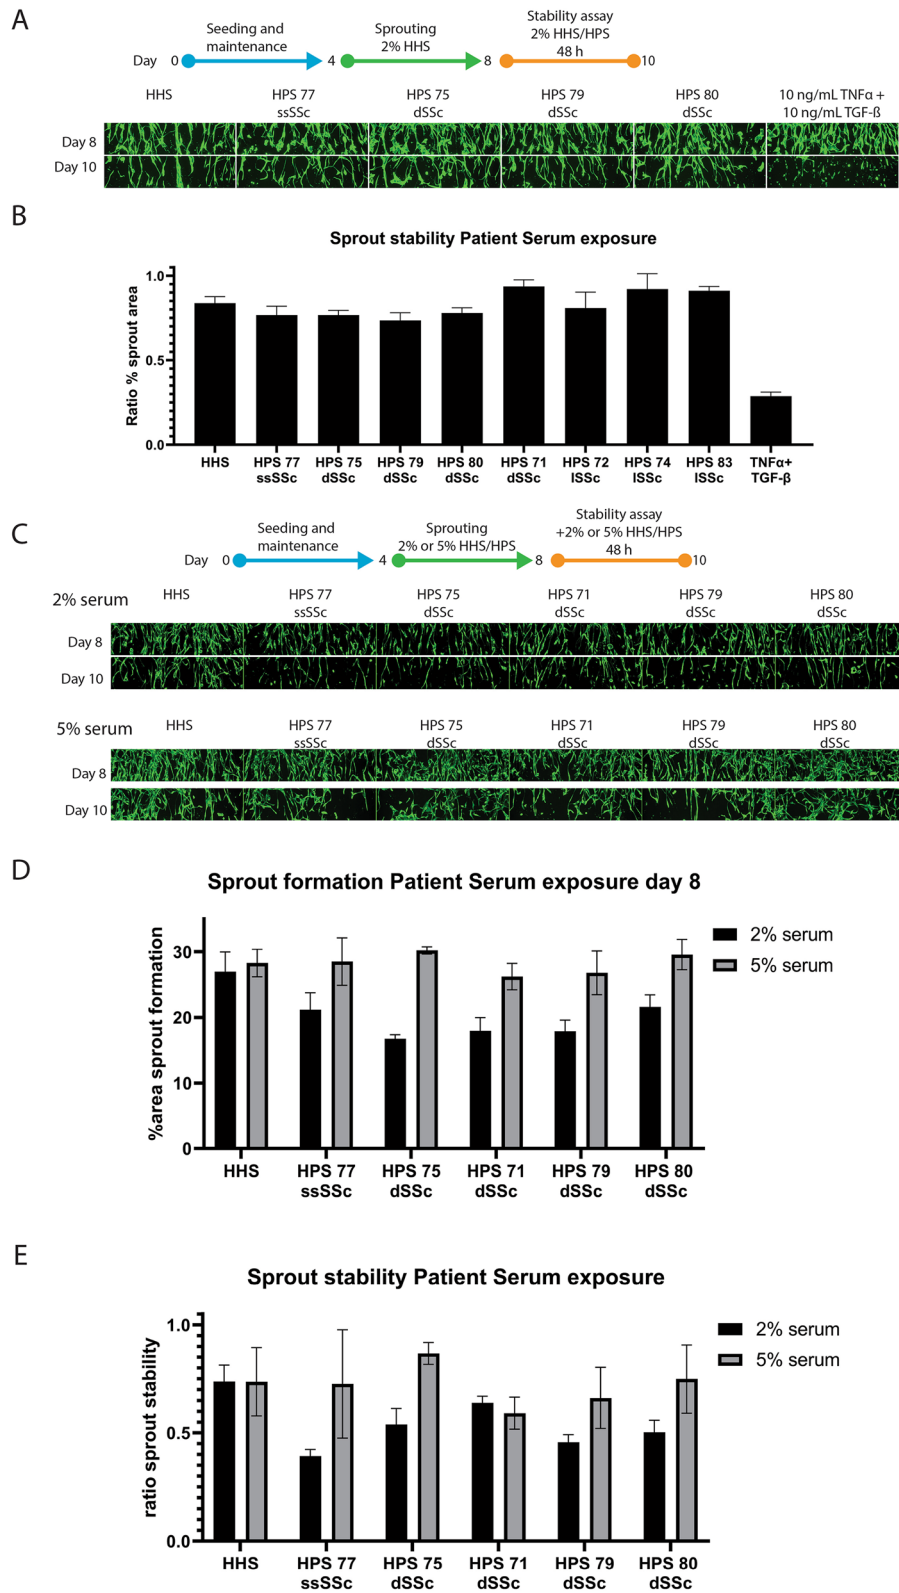 A
Seeding and
maintenance
Sprouting
2% HHS
Stability assay
2% HHS/HPS
48 h
Day 0 4 8 10
HHS HPS 77 HPS 75 HPS 79 HPS 80 10 ng/mL TNFα +
ssSSc dSSc dSSc dSSc 10 ng/mL TGF-ß
Day 8
Day 10
B
Sprout stability Patient Serum exposure
Ratio % sprout area
1.0
0.5
0.0
HHS HPS 77 HPS 75 HPS 79 HPS 80 HPS 71 HPS 72 HPS 74 HPS 83 TNFα+
ssSSc dSSc dSSc dSSc dSSc lSSc lSSc lSSc TGF-β
C
Seeding and
maintenance
Sprouting
2% or 5% HHS/HPS
Stability assay
+2% or 5% HHS/HPS
48 h
Day 0 4 8 10
2% serum
HHS HPS 77 HPS 75 HPS 71 HPS 79 HPS 80
ssSSc dSSc dSSc dSSc dSSc
Day 8
Day 10
5% serum
HHS HPS 77 HPS 75 HPS 71 HPS 79 HPS 80
ssSSc dSSc dSSc dSSc dSSc
Day 8
Day 10
D
Sprout formation Patient Serum exposure day 8
%area sprout formation
30
20
10
0
2% serum
5% serum
HHS HPS 77 HPS 75 HPS 71 HPS 79 HPS 80
ssSSc dSSc dSSc dSSc dSSc
E
Sprout stability Patient Serum exposure
ratio sprout stability
1.0
0.5
0.0
2% serum
5% serum
HHS HPS 77 HPS 75 HPS 71 HPS 79 HPS 80
ssSSc dSSc dSSc dSSc dSSc